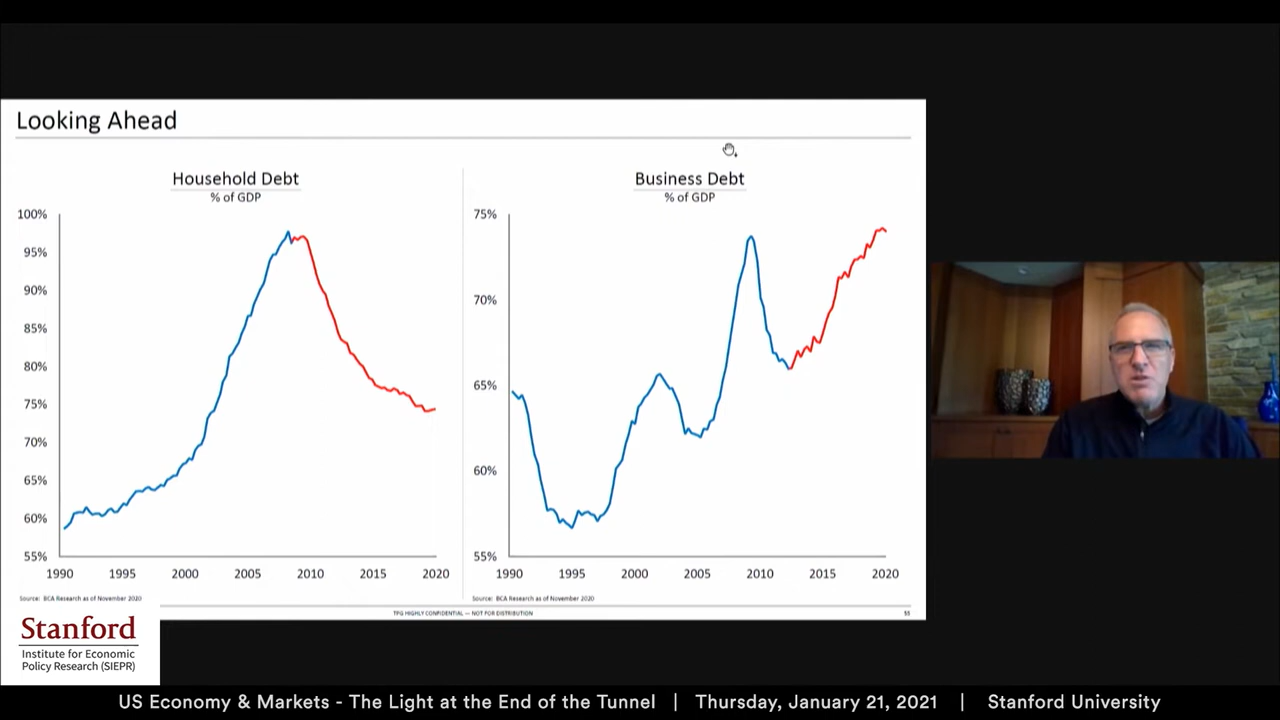 Looking Ahead
Household Debt
% of GDP
100%
95%
90%
85%
80%
75%
70%
65%
60%
55%
1990 1995 2000 2005 2010 2015 2020
Source: BCA Research as of November 2020
Business Debt
% of GDP
75%
70%
65%
60%
55%
1990 1995 2000 2005 2010 2015 2020
Source: BCA Research as of November 2020
TPG HIGHLY CONFIDENTIAL — NOT FOR DISTRIBUTION
55
Stanford
Institute for Economic
Policy Research (SIEPR)
US Economy & Markets - The Light at the End of the Tunnel | Thursday, January 21, 2021 | Stanford University